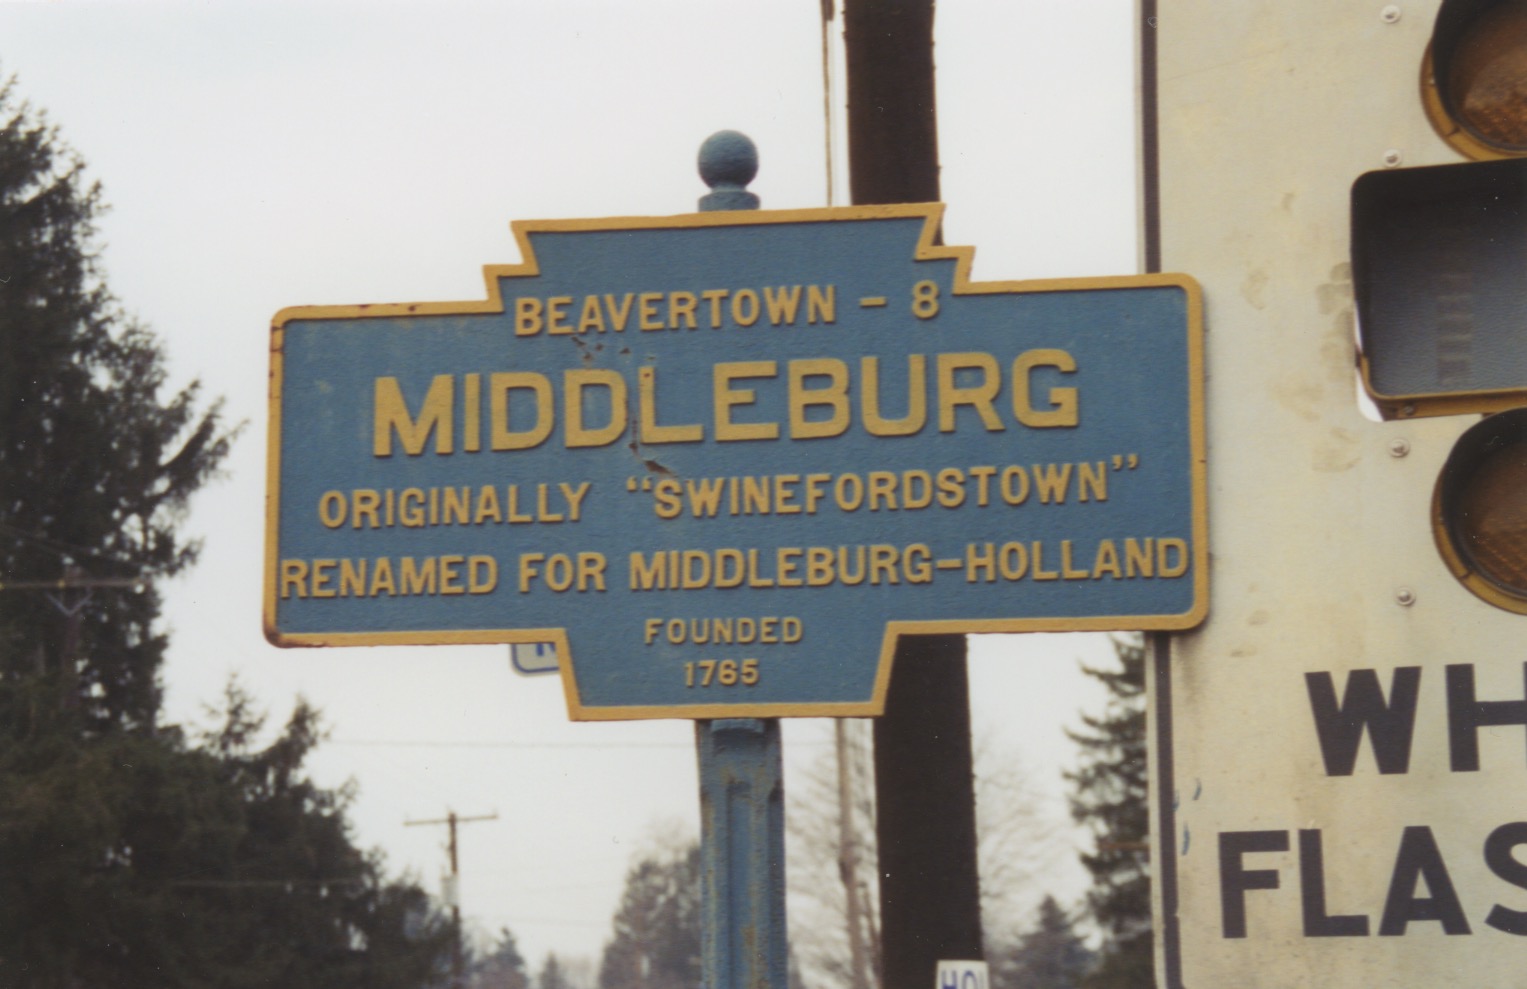 BEAVERTOWN - 8
MIDDLEBURG
ORIGINALLY "SWINEFORDSTOWN"
RENAMED FOR MIDDLEBURG-HOLLAND
FOUNDED
1765
WH
FLAS